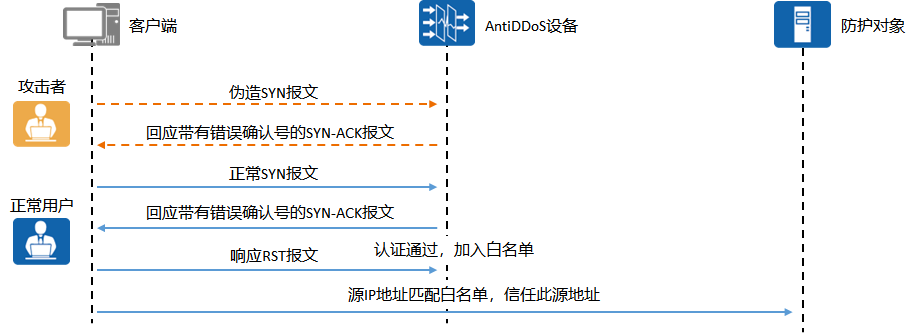 客户端
AntiDDoS设备
防护对象
攻击者
伪造SYN报文
回应带有错误确认号的SYN-ACK报文
正常SYN报文
正常用户
回应带有错误确认号的SYN-ACK报文
认证通过，加入白名单
响应RST报文
源IP地址匹配白名单，信任此源地址